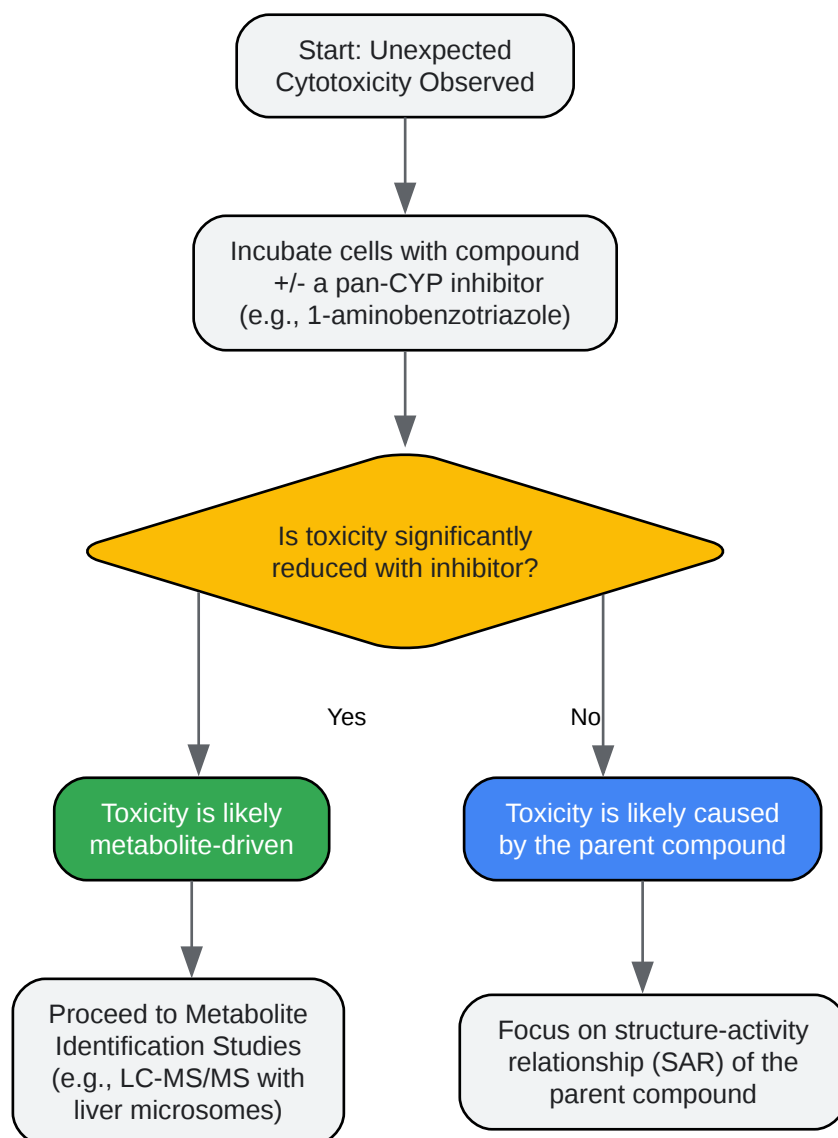 Start: Unexpected
Cytotoxicity Observed
Incubate cells with compound
+/- a pan-CYP inhibitor
(e.g., 1-aminobenzotriazole)
Is toxicity significantly
reduced with inhibitor?
Yes
No
Toxicity is likely
metabolite-driven
Toxicity is likely caused
by the parent compound
Proceed to Metabolite
Identification Studies
(e.g., LC-MS/MS with
liver microsomes)
Focus on structure-activity
relationship (SAR) of the
parent compound